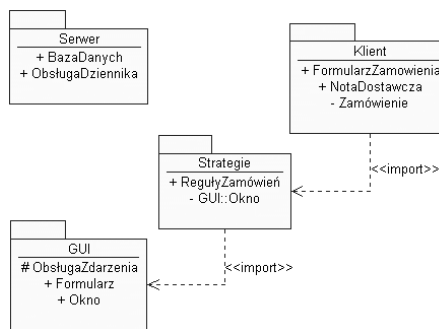 Serwer
+ BazaDanych
+ ObsługaDziennika
Klient
+ FormularzZamowienia
+ NotaDostawcza
- Zamówienie
<<import>>
Strategie
+ RegułyZamówień
- GUI::Okno
<<import>>
GUI
# ObsługaZdarzenia
+ Formularz
+ Okno